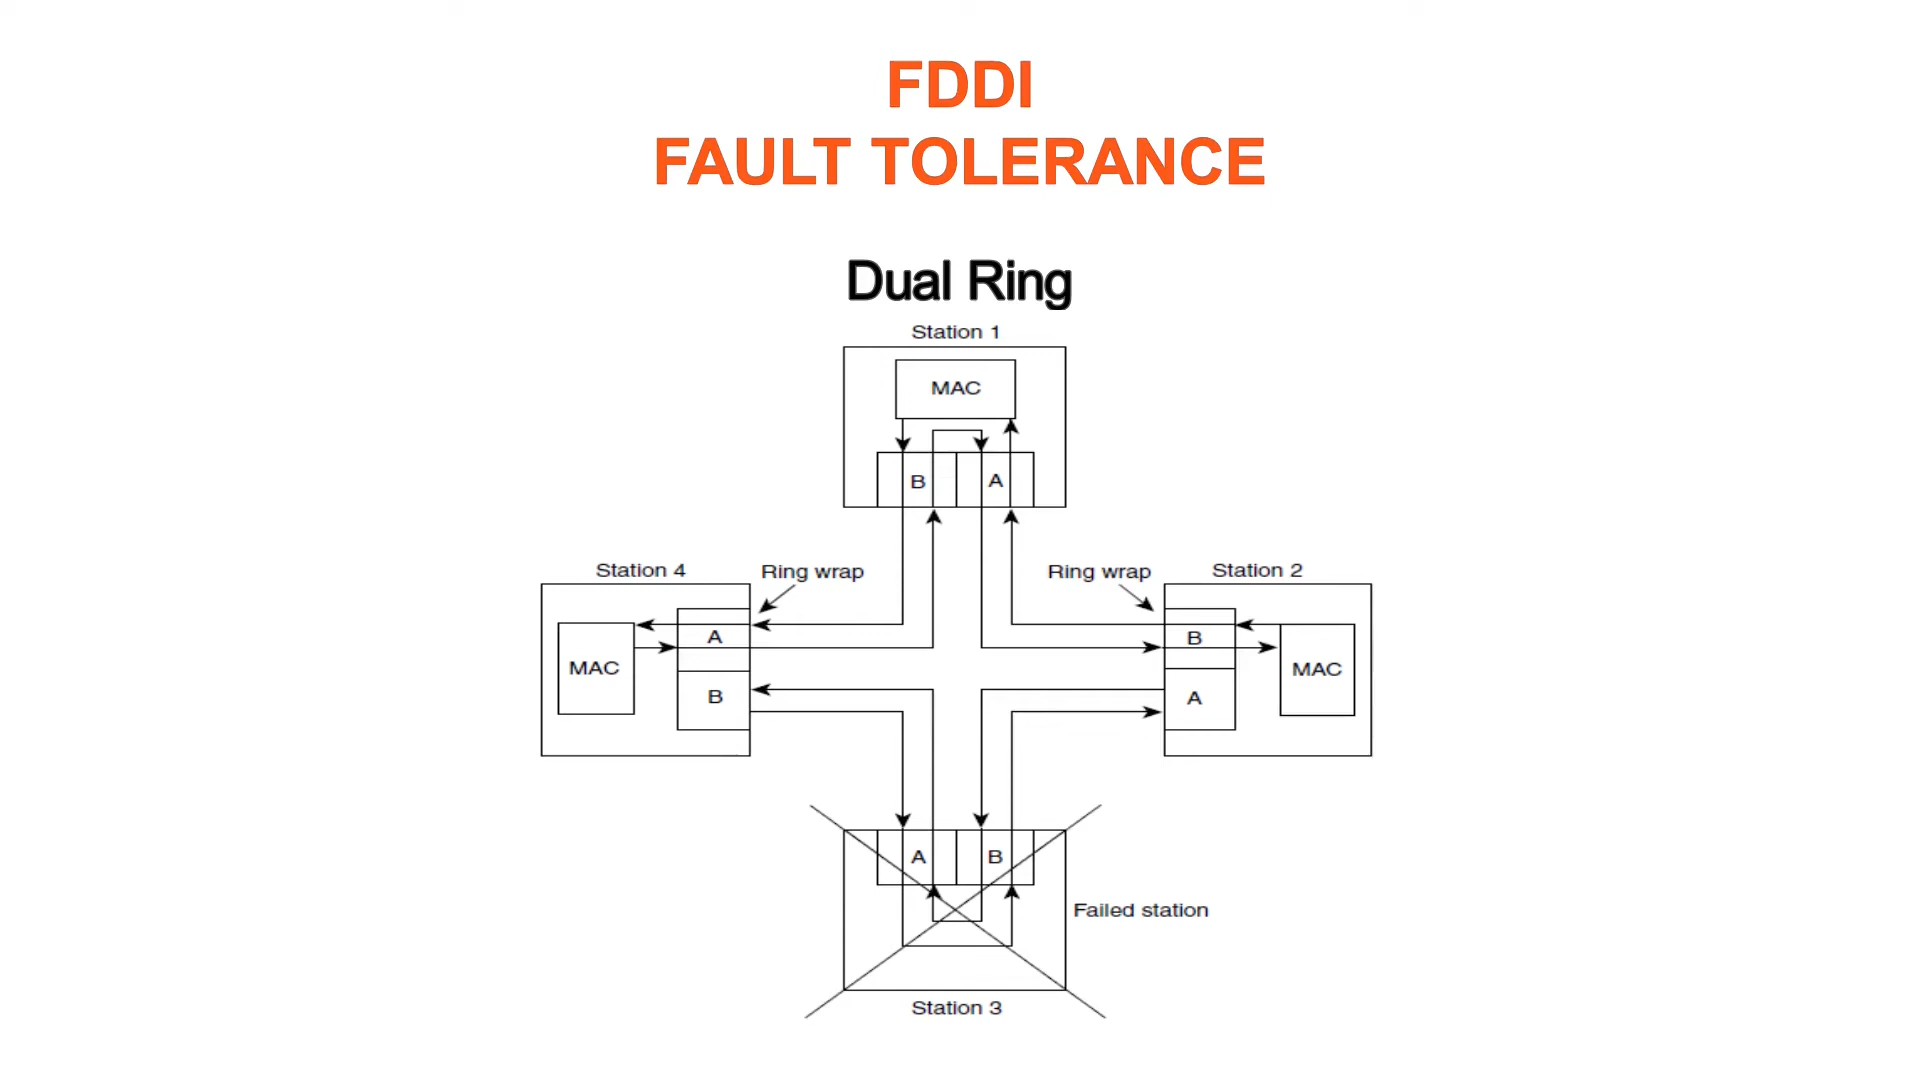 FDDI
FAULT TOLERANCE
Dual Ring
Station 1
MAC
B
A
Station 4
Ring wrap
Ring wrap
Station 2
MAC
A
B
B
A
MAC
A
B
Failed station
Station 3